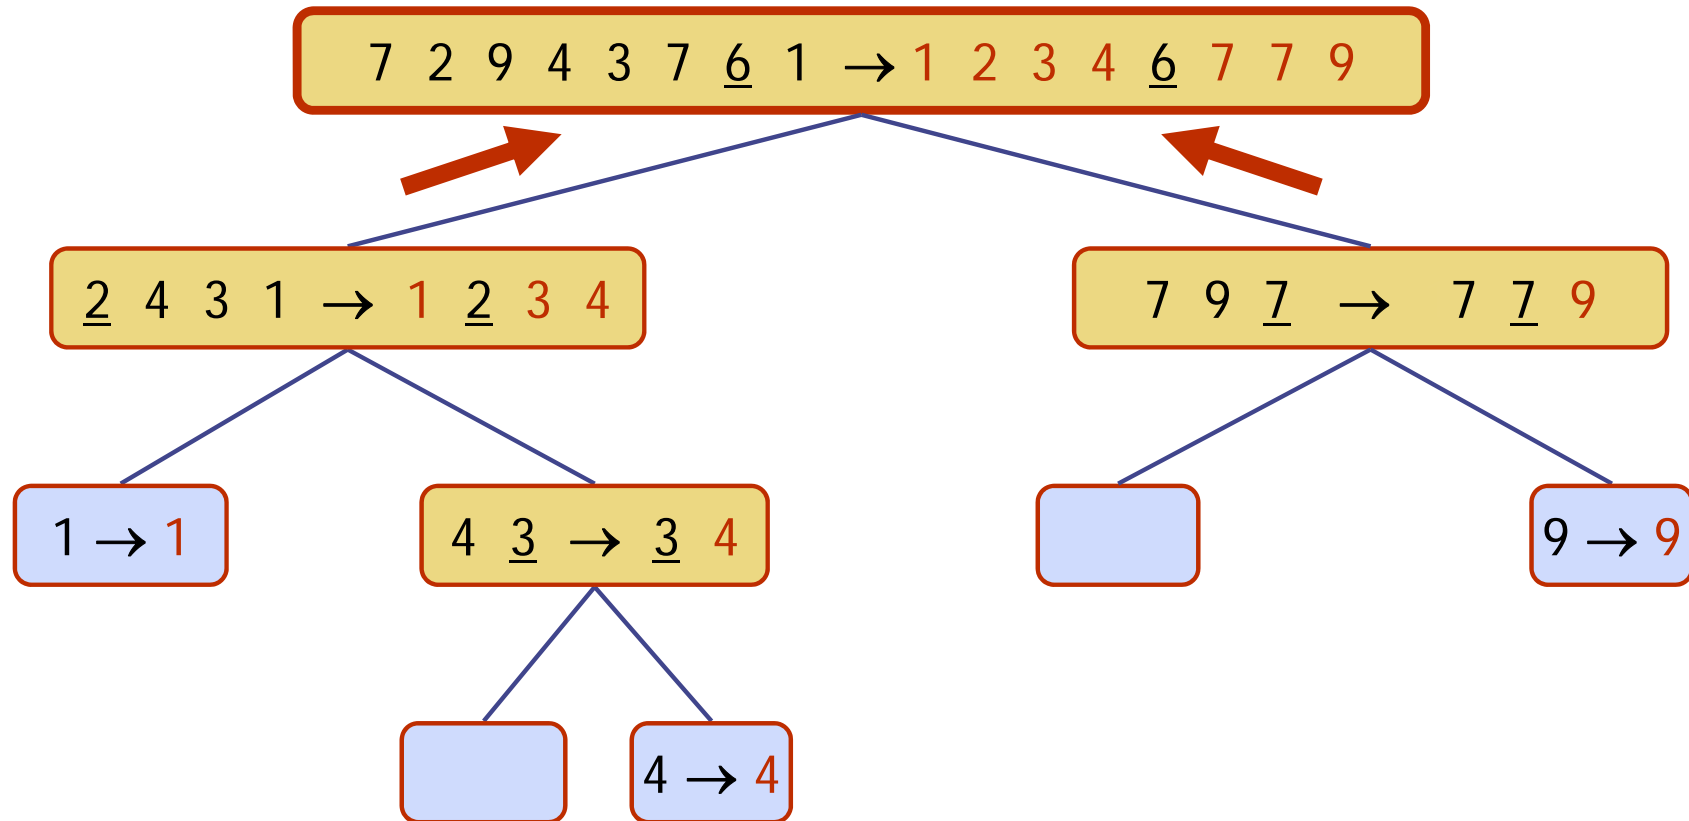 7 2 9 4 3 7 6 1 → 1 2 3 4 6 7 7 9
2 4 3 1 → 1 2 3 4
7 9 7 → 7 7 9
1 → 1
4 3 → 3 4
9 → 9
4 → 4